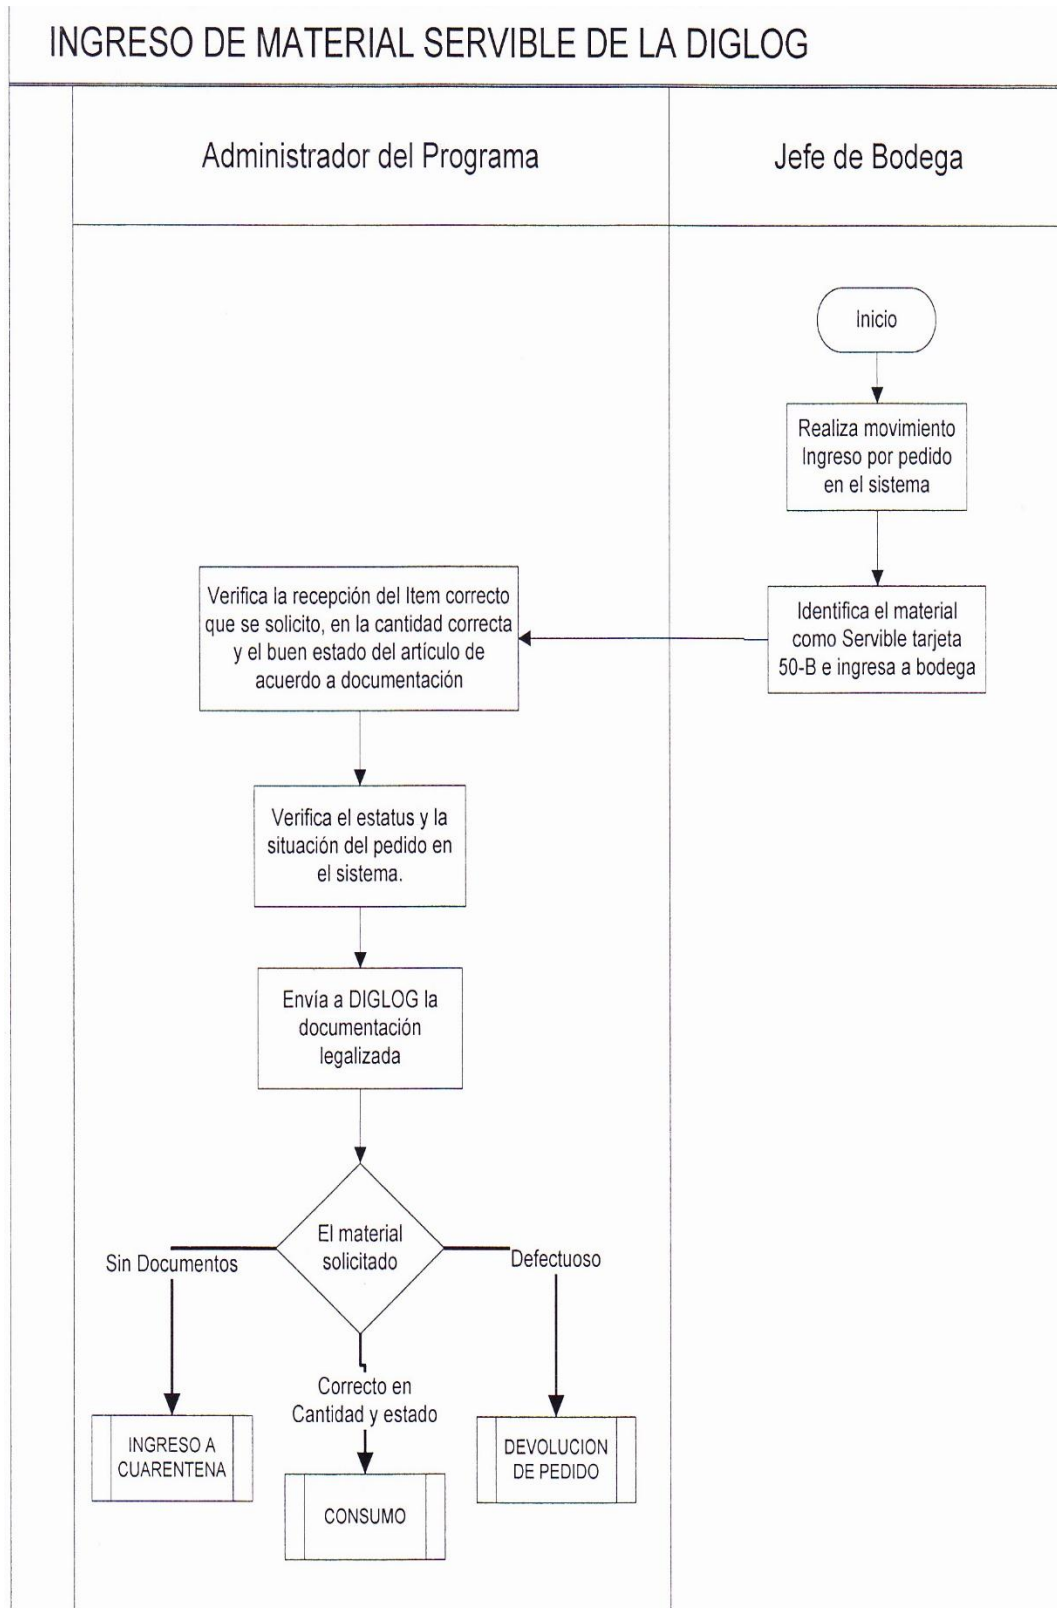 INGRESO DE MATERIAL SERVIBLE DE LA DIGLOG
Administrador del Programa
Jefe de Bodega
Inicio
Realiza movimiento
Ingreso por pedido
en el sistema
Identifica el material
como Servible tarjeta
50-B e ingresa a bodega
Verifica la recepción del Item correcto
que se solicito, en la cantidad correcta
y el buen estado del artículo de
acuerdo a documentación
Verifica el estatus y la
situación del pedido en
el sistema.
Envía a DIGLOG la
documentación
legalizada
El material
solicitado
Sin Documentos
Defectuoso
Correcto en
Cantidad y estado
INGRESO A
CUARENTENA
DEVOLUCION
DE PEDIDO
CONSUMO